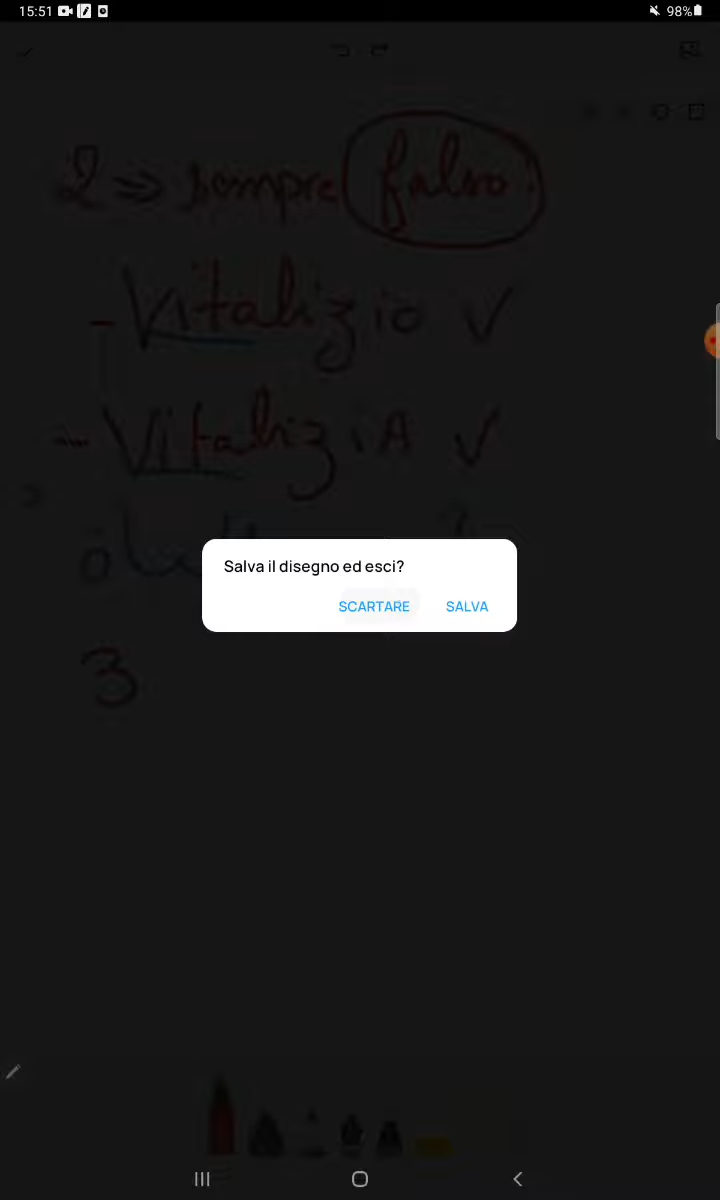 15:51 98%
2 => sempre falso
- Vitalizio V
- VitaliziA V
Salva il disegno ed esci?
SCARTARE SALVA
3